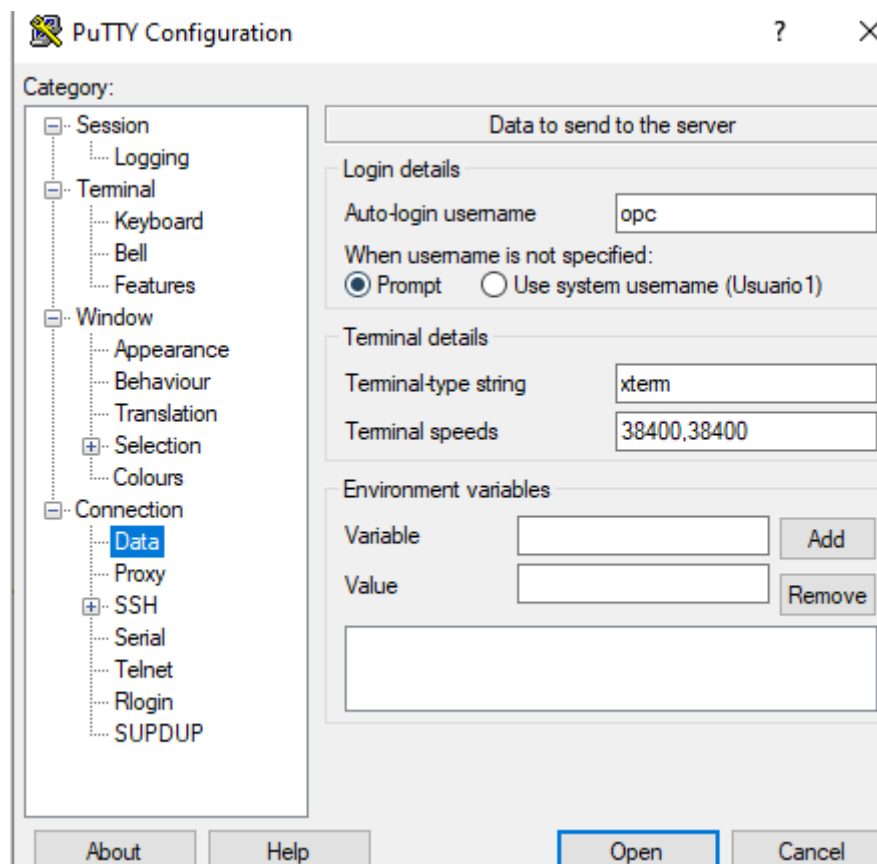 PuTTY Configuration
?
Category:
Session
Logging
Terminal
Keyboard
Bell
Features
Window
Appearance
Behaviour
Translation
Selection
Colours
Connection
Data
Proxy
SSH
Serial
Telnet
Rlogin
SUPDUP
Data to send to the server
Login details
Auto-login username opc
When username is not specified:
Prompt Use system username (Usuario1)
Terminal details
Terminal-type string xterm
Terminal speeds 38400,38400
Environment variables
Variable Add
Value Remove
About Help Open Cancel